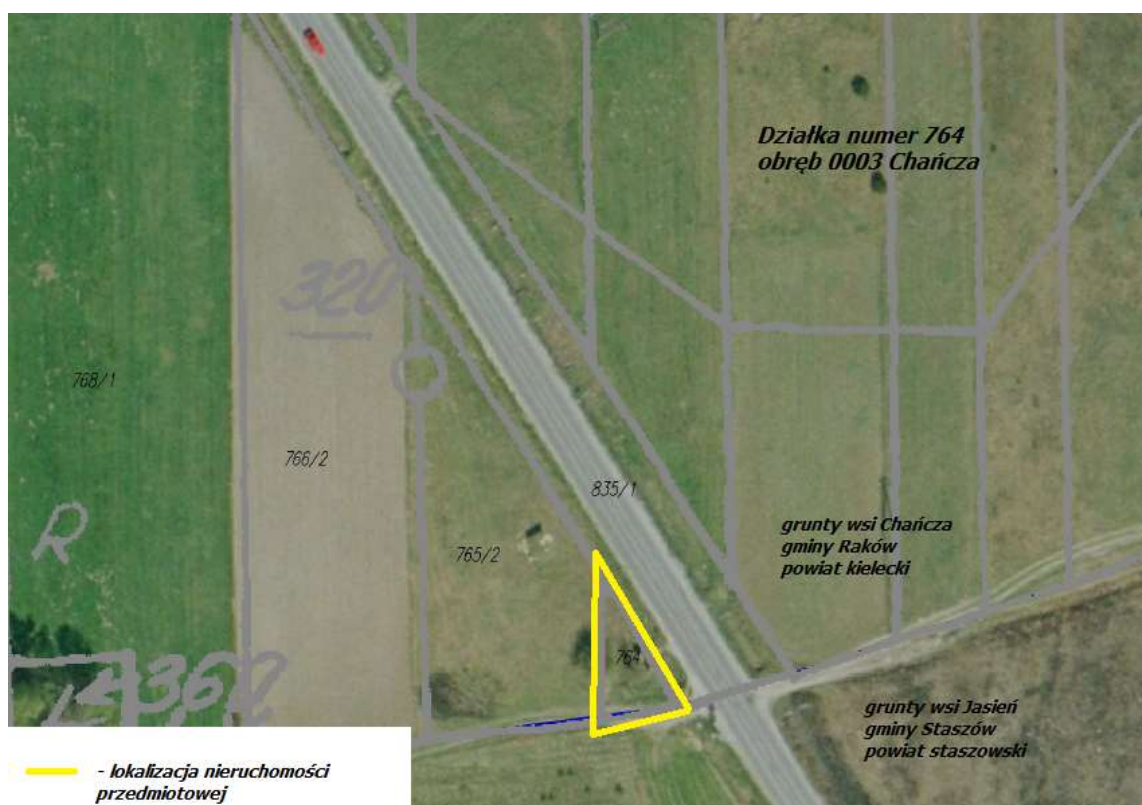 Działka numer 764
obręb 0003 Chańcza
320
768/1
766/2
835/1
R
765/2
grunty wsi Chańcza
gminy Raków
powiat kielecki
764
grunty wsi Jasień
gminy Staszów
powiat staszowski
- lokalizacja nieruchomości
przedmiotowej